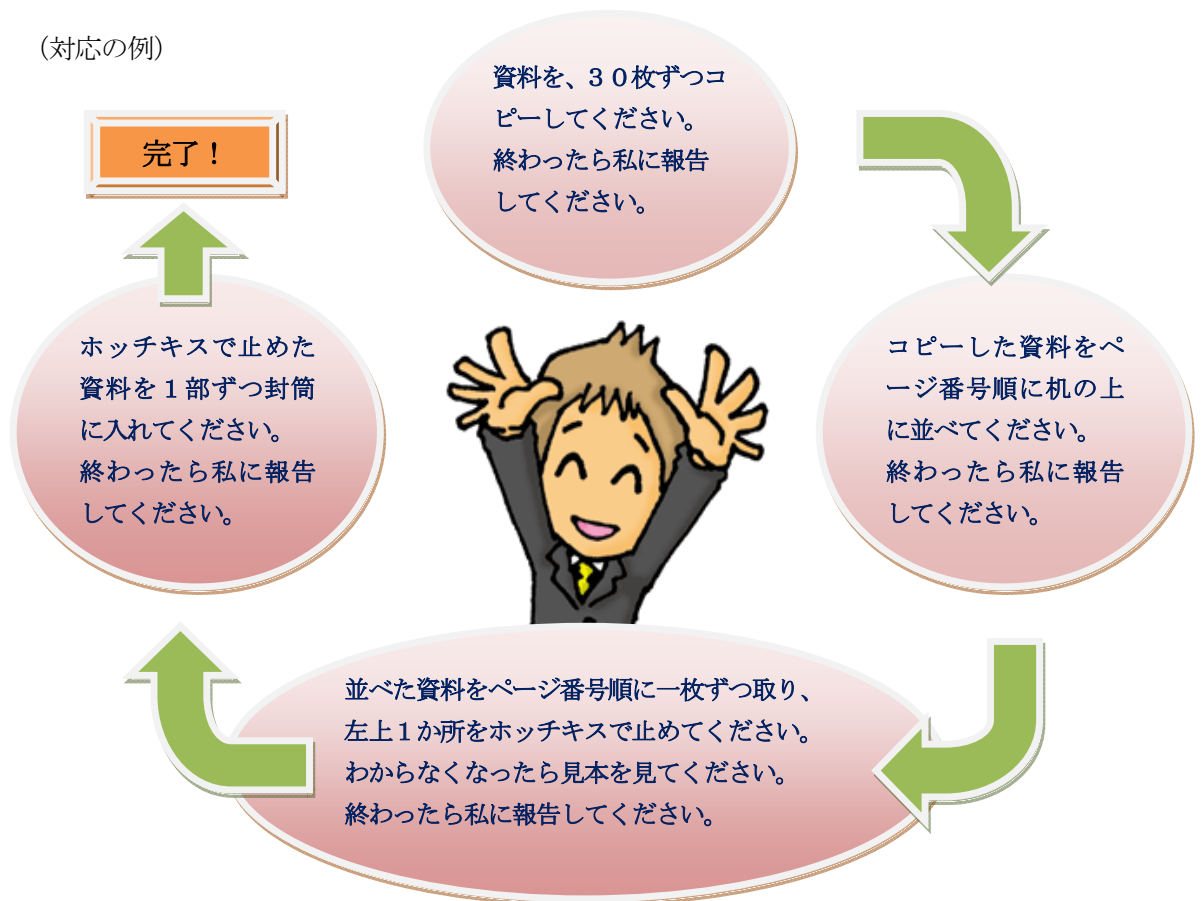 （対応の例）
資料を、３０枚ずつコ
ピーしてください。
終わったら私に報告
してください。
コピーした資料をペ
ージ番号順に机の上
に並べてください。
終わったら私に報告
してください。
並べた資料をページ番号順に一枚ずつ取り、
左上１か所をホッチキスで止めてください。
わからなくなったら見本を見てください。
終わったら私に報告してください。
ホッチキスで止めた
資料を１部ずつ封筒
に入れてください。
終わったら私に報告
してください。
完了！